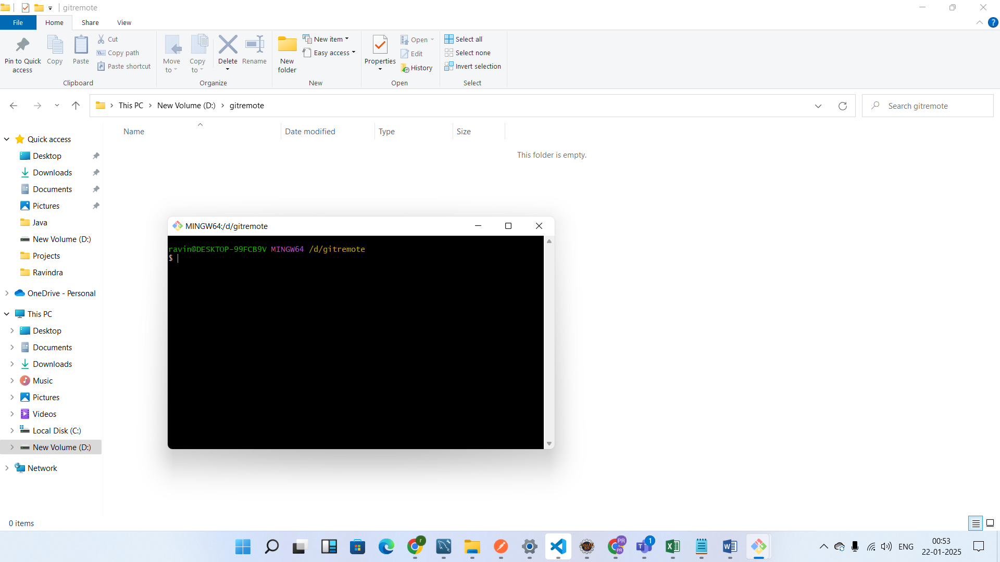 gitremote
File
Home
Share
View
Pin to Quick
access
Copy
Paste
Cut
Copy path
Paste shortcut
Clipboard
Move
to
Copy
to
Delete
Rename
Organize
New
folder
New item
Easy access
New
Properties
Open
Edit
History
Open
Select all
Select none
Invert selection
Select
This PC > New Volume (D:) > gitremote
Search gitremote
Name
Date modified
Type
Size
This folder is empty.
Quick access
Desktop
Downloads
Documents
Pictures
Java
New Volume (D:)
Projects
Ravindra
OneDrive - Personal
This PC
Desktop
Documents
Downloads
Music
Pictures
Videos
Local Disk (C:)
New Volume (D:)
Network
MINGW64:/d/gitremote
ravin@DESKTOP-99FCB9V MINGW64 /d/gitremote
$
0 items
r
PR
PR
1
ENG
00:53
22-01-2025